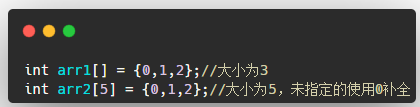 int arr1[] = {0,1,2};//大小为3
int arr2[5] = {0,1,2};//大小为5，未指定的使用0补全